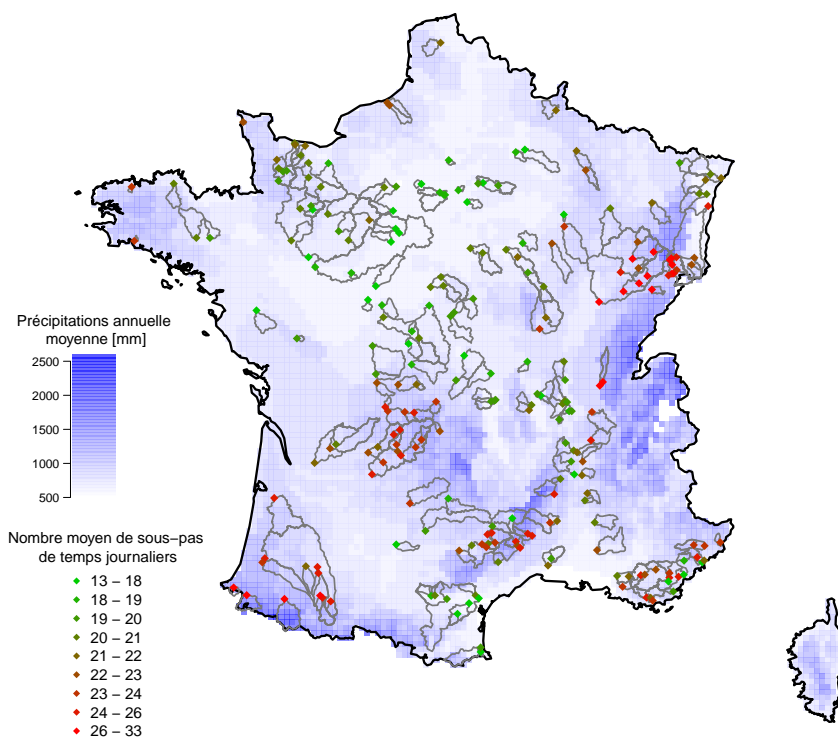 Précipitations annuelle
moyenne [mm]
2500
2000
1500
1000
500
Nombre moyen de sous−pas
de temps journaliers
13 − 18
18 − 19
19 − 20
20 − 21
21 − 22
22 − 23
23 − 24
24 − 26
26 − 33